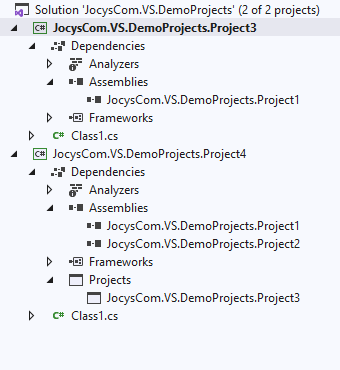 Solution 'JocysCom.VS.DemoProjects' (2 of 2 projects)
C# JocysCom.VS.DemoProjects.Project3
Dependencies
Analyzers
Assemblies
JocysCom.VS.DemoProjects.Project1
Frameworks
C# Class1.cs
C# JocysCom.VS.DemoProjects.Project4
Dependencies
Analyzers
Assemblies
JocysCom.VS.DemoProjects.Project1
JocysCom.VS.DemoProjects.Project2
Frameworks
Projects
JocysCom.VS.DemoProjects.Project3
C# Class1.cs